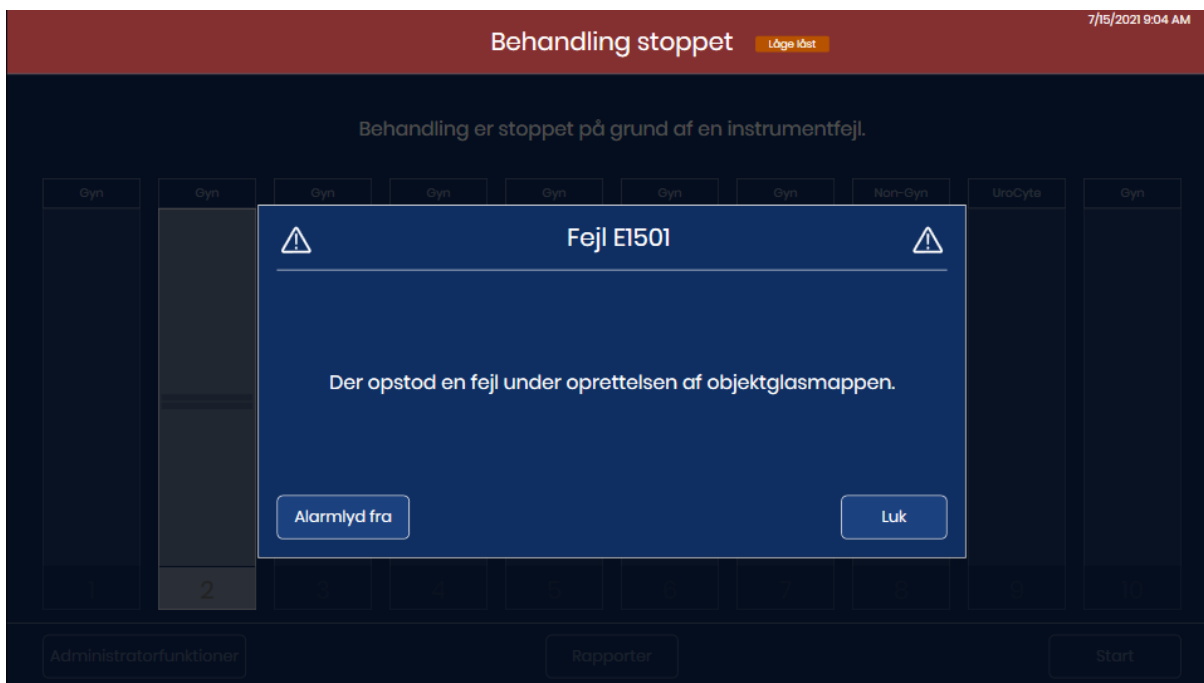 7/15/2021 9:04 AM
Behandling stoppet Låge låst
Behandling er stoppet på grund af en instrumentfejl.
Gyn Gyn Gyn Gyn Gyn Gyn Gyn Non-Gyn UroCyte Gyn
Fejl E1501
Der opstod en fejl under oprettelsen af objektglasmappen.
Alarmlyd fra Luk
1 2 3 4 5 6 7 8 9 10
Administratorfunktioner Rapporter Start